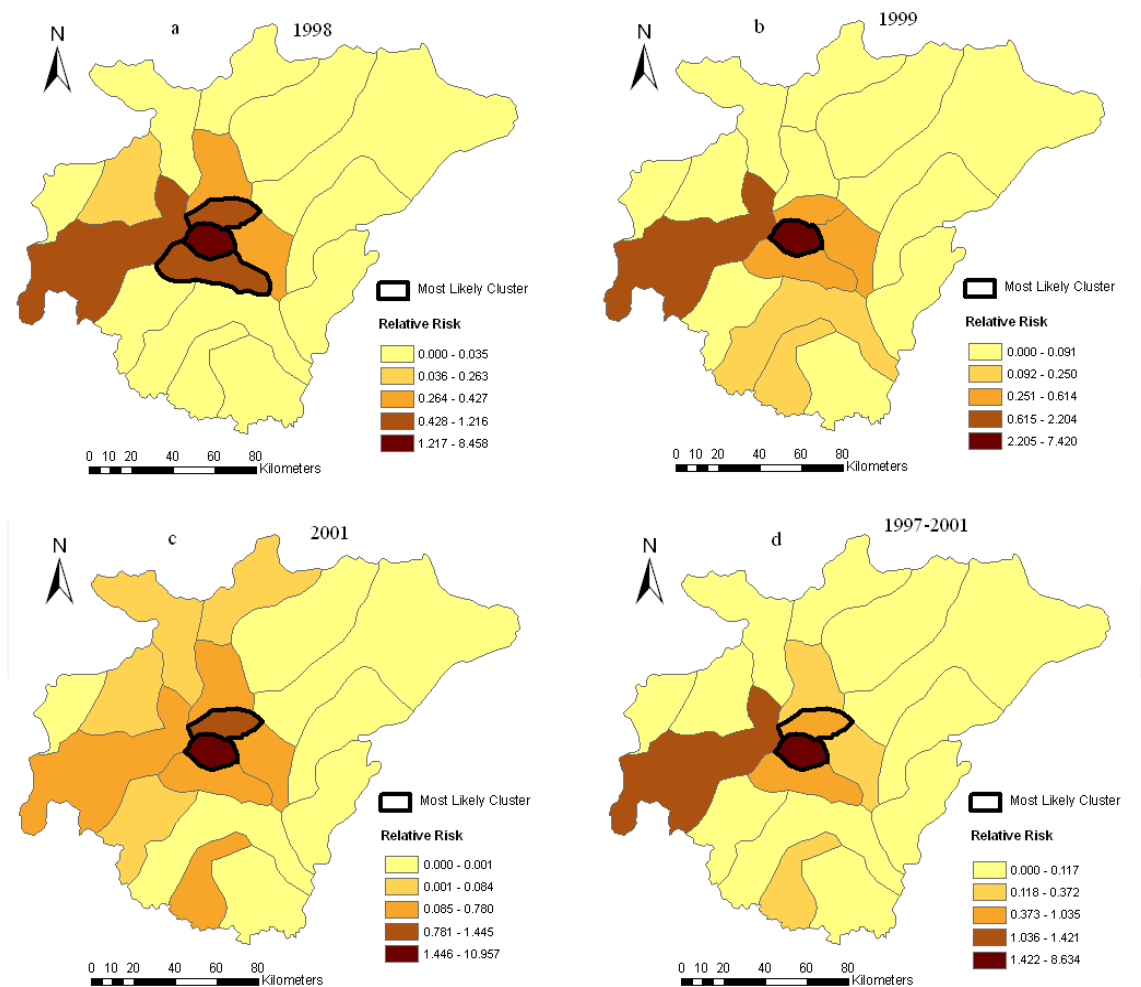 a
1998
N
Most Likely Cluster
Relative Risk
0.000 - 0.035
0.036 - 0.263
0.264 - 0.427
0.428 - 1.216
1.217 - 8.458
0 10 20 40 60 80
Kilometers
b
1999
N
Most Likely Cluster
Relative Risk
0.000 - 0.091
0.092 - 0.250
0.251 - 0.614
0.615 - 2.204
2.205 - 7.420
0 10 20 40 60 80
Kilometers
c
2001
N
Most Likely Cluster
Relative Risk
0.000 - 0.001
0.001 - 0.084
0.085 - 0.780
0.781 - 1.445
1.446 - 10.957
0 10 20 40 60 80
Kilometers
d
1997-2001
N
Most Likely Cluster
Relative Risk
0.000 - 0.117
0.118 - 0.372
0.373 - 1.035
1.036 - 1.421
1.422 - 8.634
0 10 20 40 60 80
Kilometers